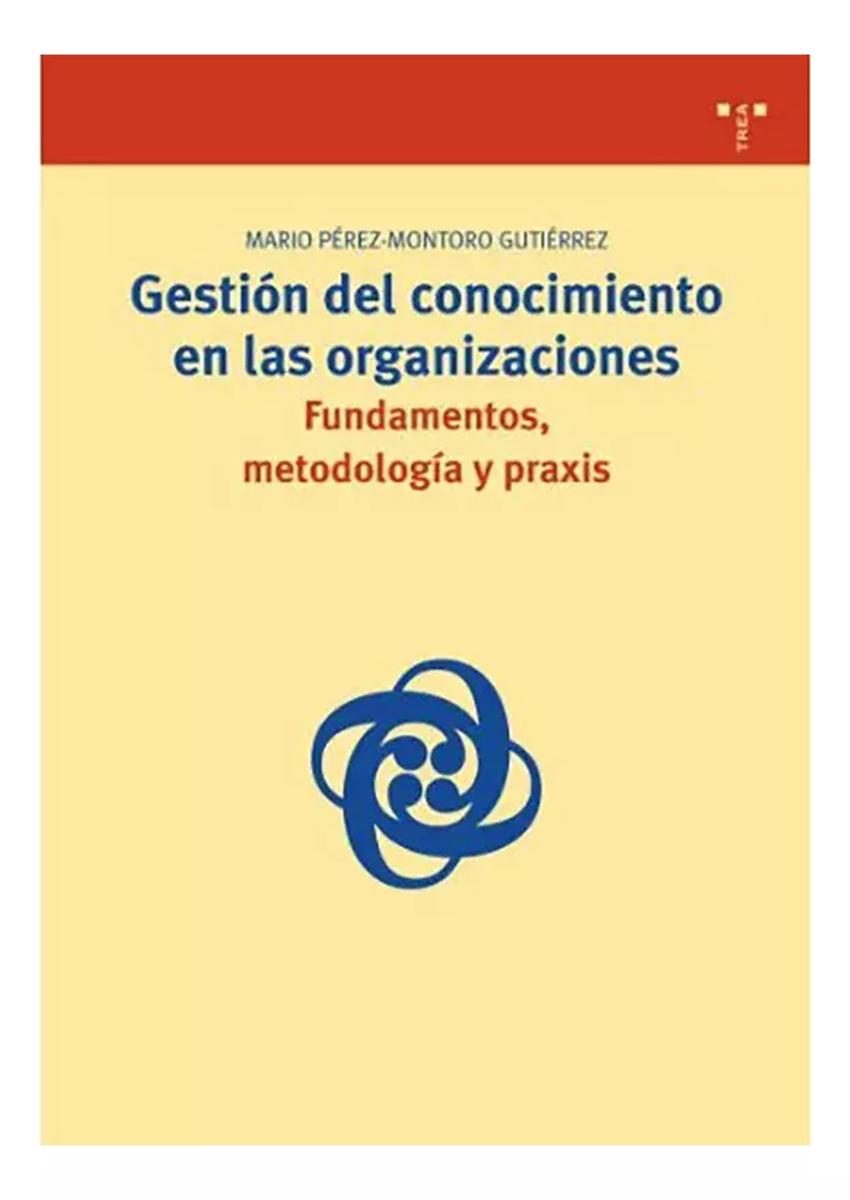 TREA
MARIO PÉREZ-MONTORO GUTIÉRREZ
Gestión del conocimiento
en las organizaciones
Fundamentos,
metodología y praxis